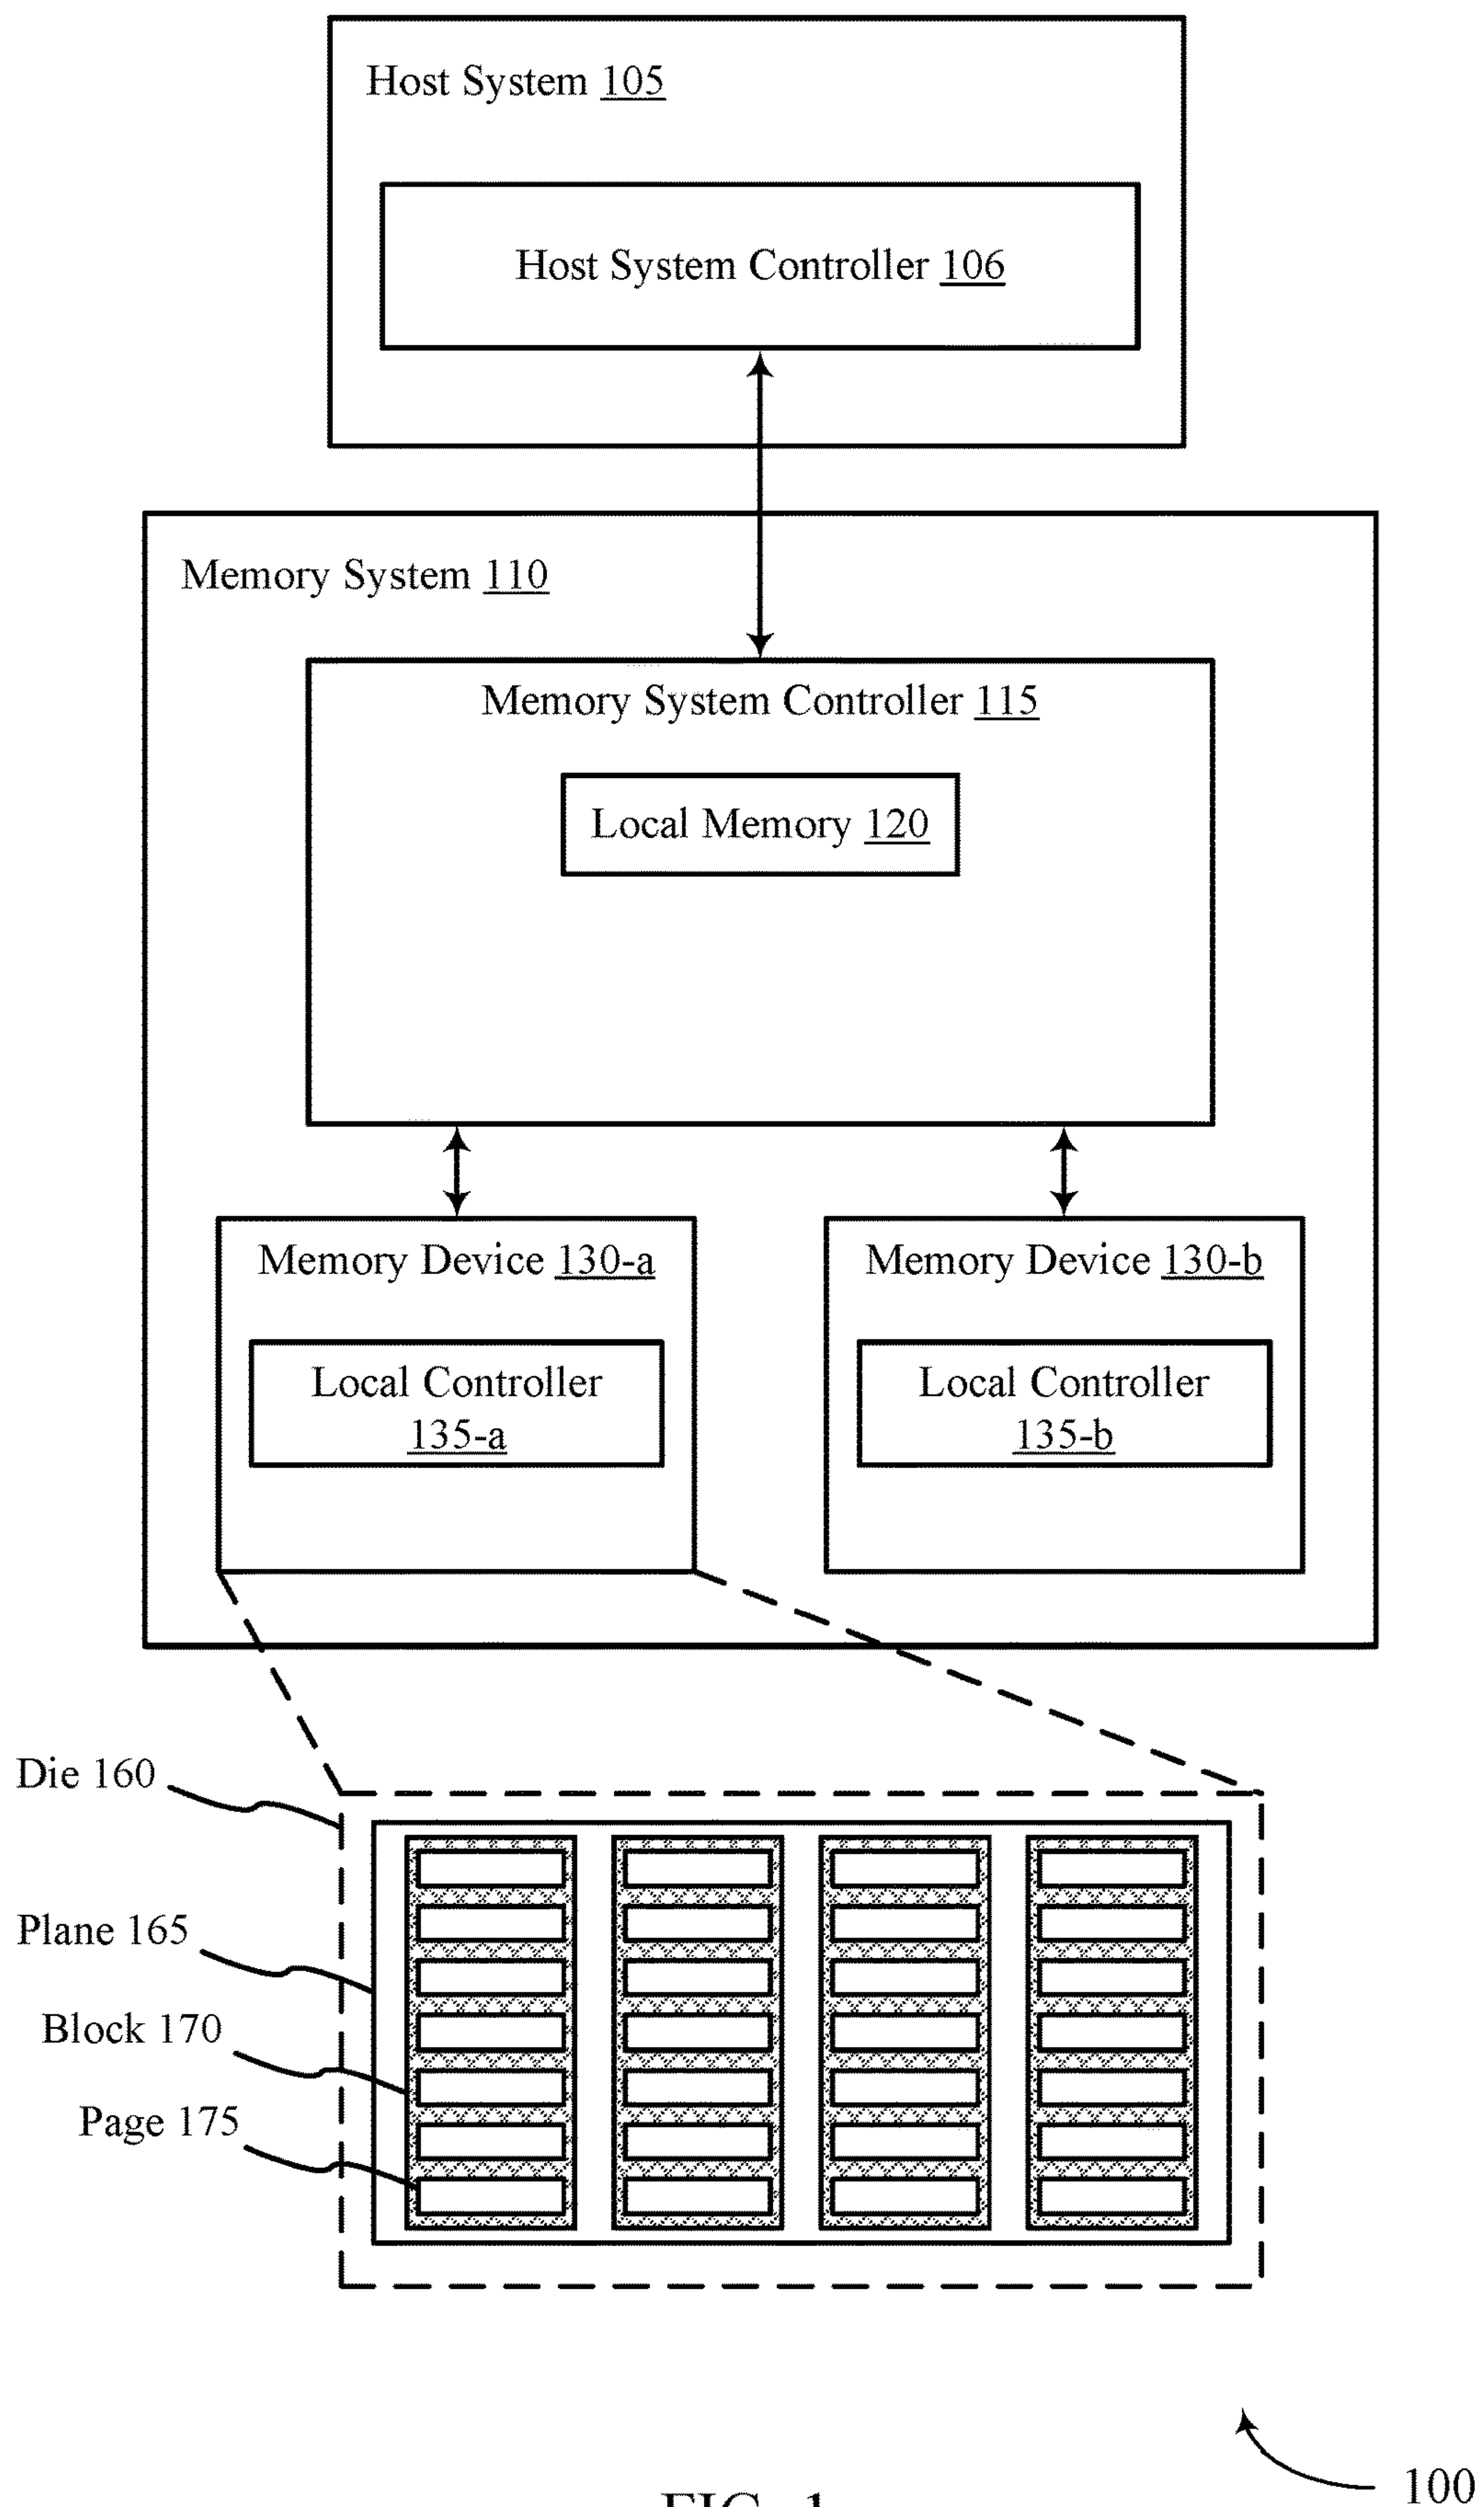 Host System 105
Host System Controller 106
Memory System 110
Memory System Controller 115
Local Memory 120
Memory Device 130-a
Memory Device 130-b
Local Controller
135-a
Local Controller
135-b
Die 160
Plane 165
Block 170
Page 175
100
FIG. 1